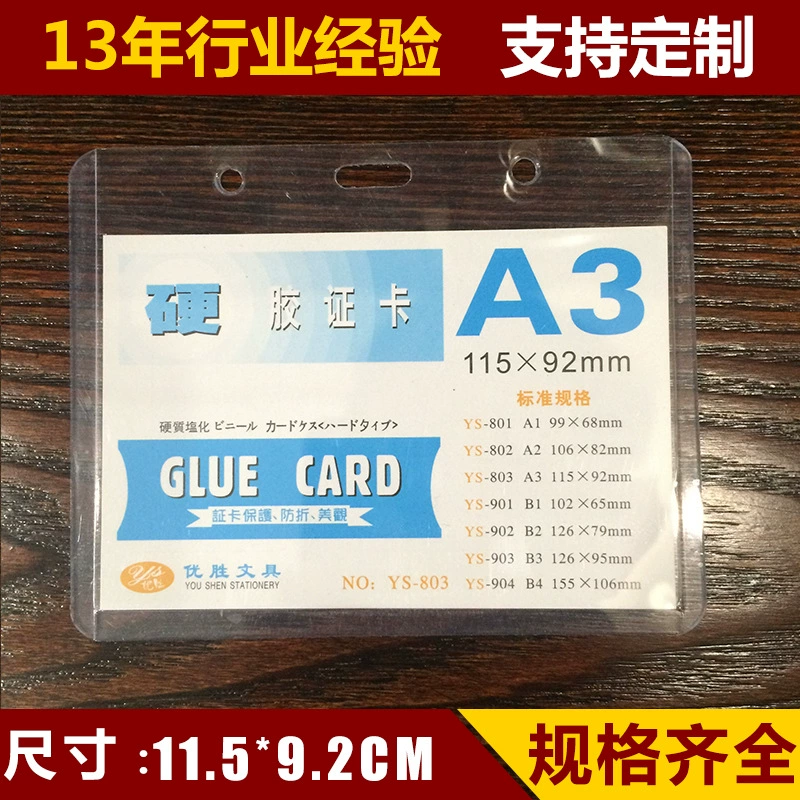 13年行业经验 支持定制
硬 胶证卡
A3
115×92mm
硬質塩化ビニール カードケス<ハードタイプ>
GLUE CARD
証卡保護、防折、美觀
优胜文具
YOU SHEN STATIONERY
NO: YS-803
标准规格
YS-801 A1 99×68mm
YS-802 A2 106×82mm
YS-803 A3 115×92mm
YS-901 B1 102×65mm
YS-902 B2 126×79mm
YS-903 B3 126×95mm
YS-904 B4 155×106mm
尺寸:11.5*9.2CM
规格齐全